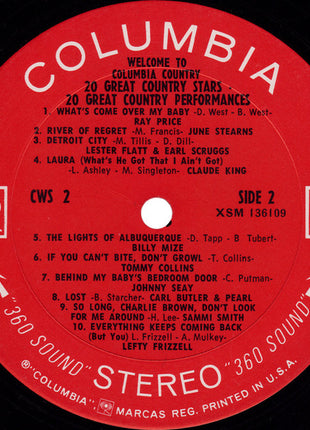 COLUMBIA
WELCOME TO
COLUMBIA COUNTRY
20 GREAT COUNTRY STARS -
20 GREAT COUNTRY PERFORMANCES
1. WHAT'S COME OVER MY BABY -D. West - B. West-
RAY PRICE
2. RIVER OF REGRET -M. Francis- JUNE STEARNS
3. DETROIT CITY -M. Tillis - D. Dill-
LESTER FLATT & EARL SCRUGGS
4. LAURA (What's He Got That I Ain't Got)
-L. Ashley - M. Singleton- CLAUDE KING
CWS 2
SIDE 2
XSM 136109
5. THE LIGHTS OF ALBUQUERQUE -D. Tapp - B Tubert-
BILLY MIZE
6. IF YOU CAN'T BITE, DON'T GROWL -T. Collins-
TOMMY COLLINS
7. BEHIND MY BABY'S BEDROOM DOOR -C. Putman-
JOHNNY SEAY
8. LOST -B. Starcher- CARL BUTLER & PEARL
9. SO LONG, CHARLIE BROWN, DON'T LOOK
FOR ME AROUND -H. Lee- SAMMI SMITH
10. EVERYTHING KEEPS COMING BACK
(But You) -L. Frizzell - A. Mulkey-
LEFTY FRIZZELL
"360 SOUND" STEREO "360 SOUND"
® "COLUMBIA", MARCAS REG. PRINTED IN U.S.A.